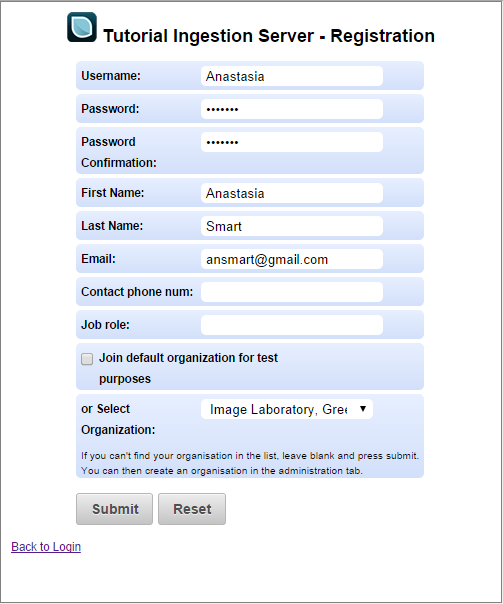 Tutorial Ingestion Server - Registration
Username: Anastasia
Password: •••••••
Password
Confirmation: •••••••
First Name: Anastasia
Last Name: Smart
Email: ansmart@gmail.com
Contact phone num:
Job role:
Join default organization for test
purposes
or Select
Organization: Image Laboratory, Gree
If you can't find your organisation in the list, leave blank and press submit.
You can then create an organisation in the administration tab.
Submit Reset
Back to Login